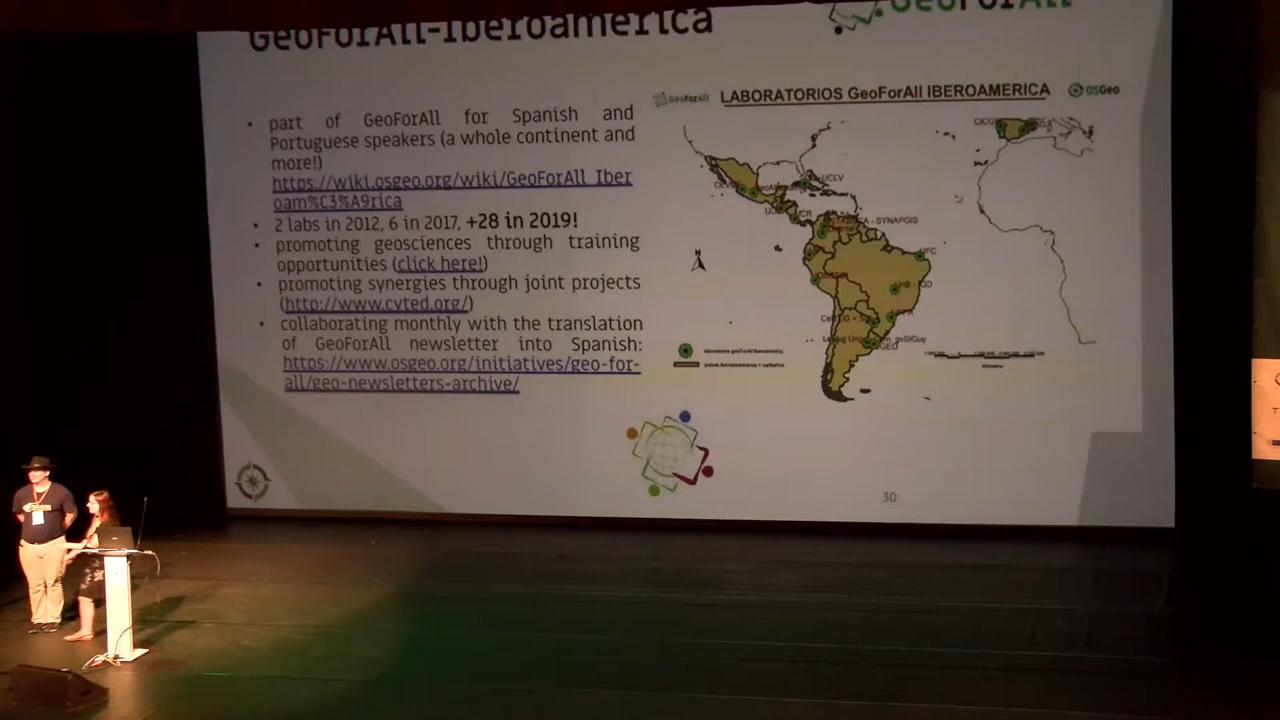 GeoForAll-Iberoamerica
GeoForAll
• part of GeoForAll for Spanish and
Portuguese speakers (a whole continent and
more!)
https://wiki.osgeo.org/wiki/GeoForAll_Iber
oam%C3%A9rica
• 2 labs in 2012, 6 in 2017, +28 in 2019!
• promoting geosciences through training
opportunities (click here!)
• promoting synergies through joint projects
(http://www.cyted.org/)
• collaborating monthly with the translation
of GeoForAll newsletter into Spanish:
https://www.osgeo.org/initiatives/geo-for-
all/geo-newsletters-archive/
GeoForAll
LABORATORIOS GeoForAll IBEROAMERICA
OSGeo
UCLV
SYNAPGIS
UFC
N
30